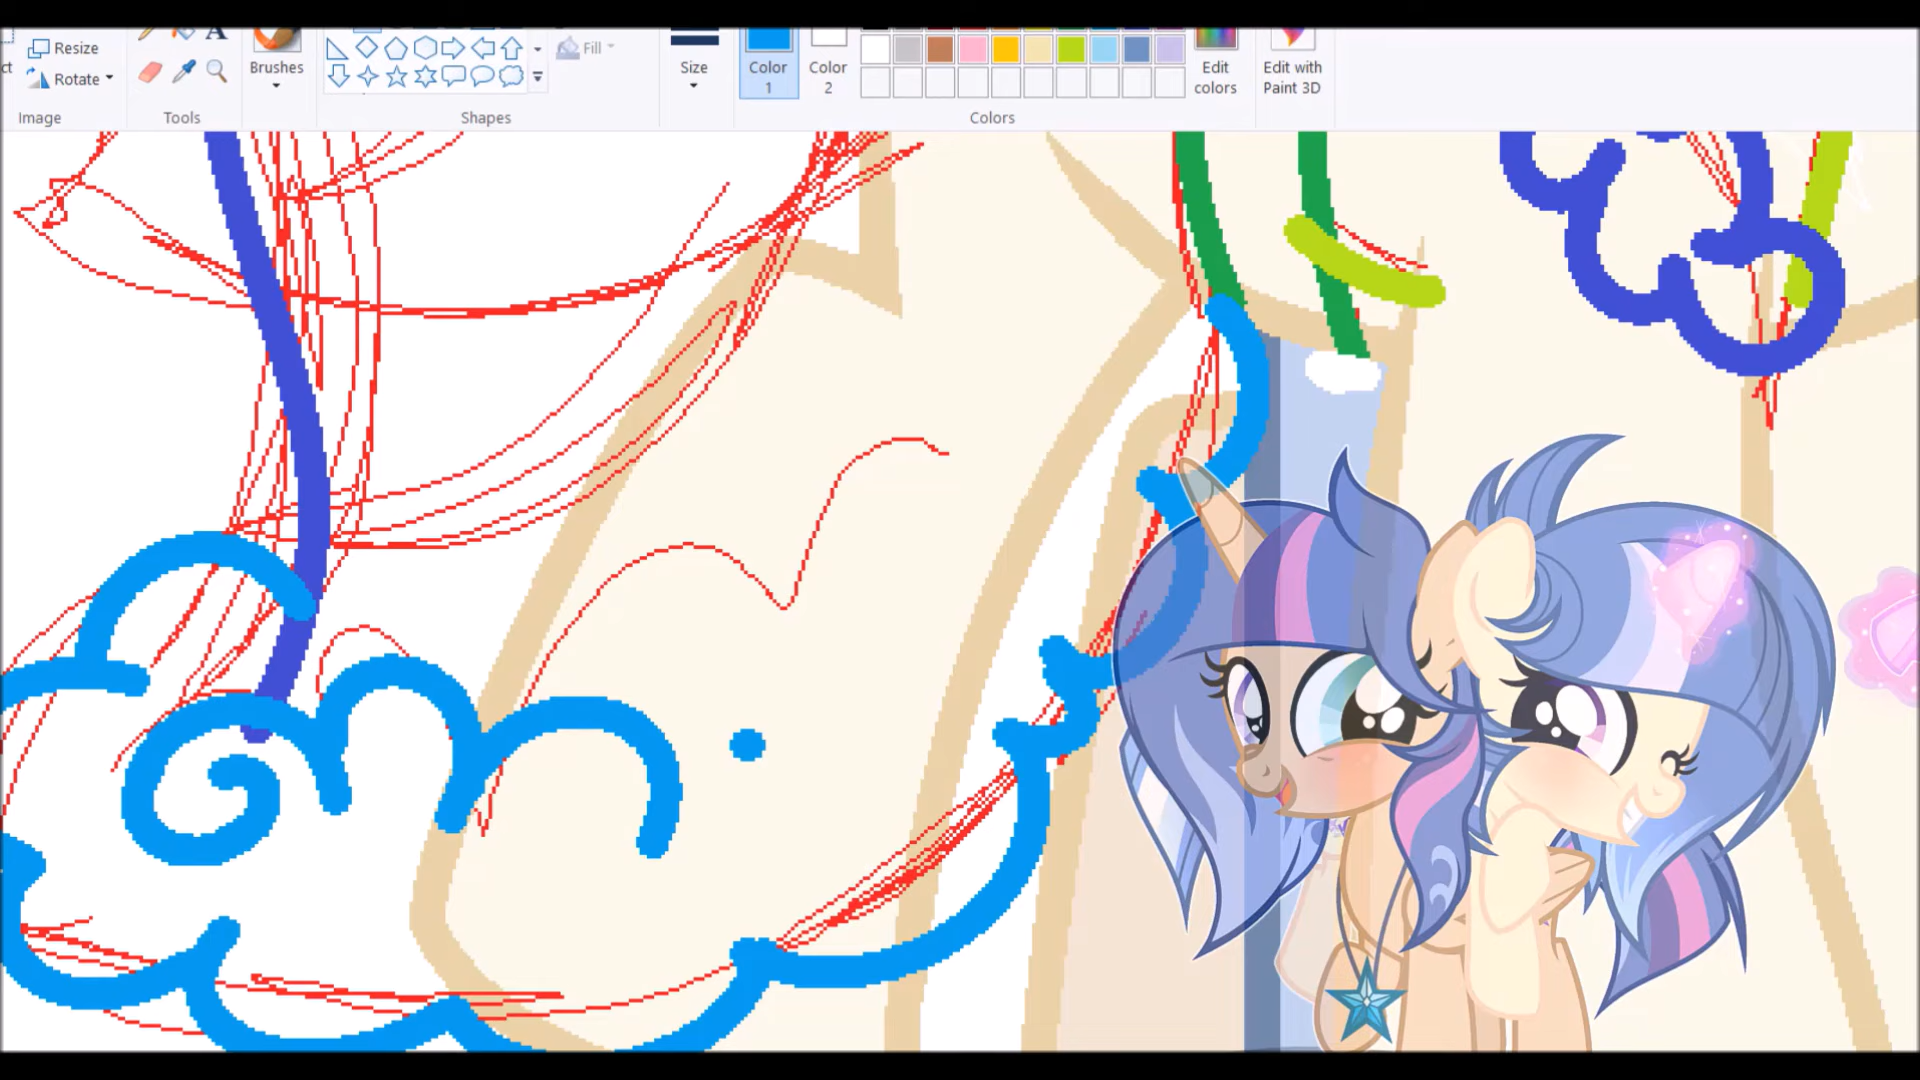 Resize
ct
Rotate
Image
A
Tools
Brushes
Shapes
Fill
Size
Color
1
Color
2
Colors
Edit
colors
Edit with
Paint 3D